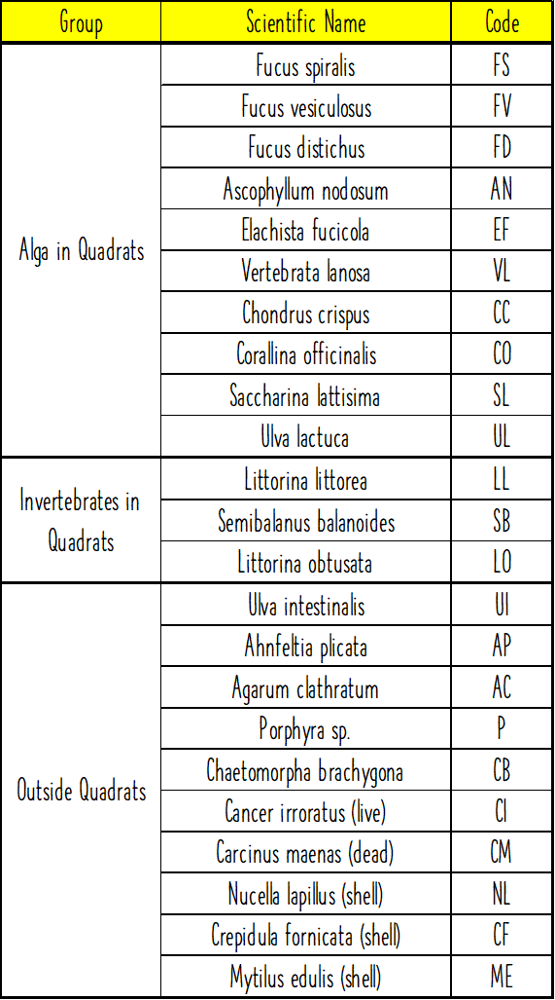 Group Scientific Name Code
Alga in Quadrats
Fucus spiralis FS
Fucus vesiculosus FV
Fucus distichus FD
Ascophyllum nodosum AN
Elachista fucicola EF
Vertebrata lanosa VL
Chondrus crispus CC
Corallina officinalis CO
Saccharina lattisima SL
Ulva lactuca UL
Invertebrates in
Quadrats
Littorina littorea LL
Semibalanus balanoides SB
Littorina obtusata LO
Outside Quadrats
Ulva intestinalis UI
Ahnfeltia plicata AP
Agarum clathratum AC
Porphyra sp. P
Chaetomorpha brachygona CB
Cancer irroratus (live) CI
Carcinus maenas (dead) CM
Nucella lapillus (shell) NL
Crepidula fornicata (shell) CF
Mytilus edulis (shell) ME